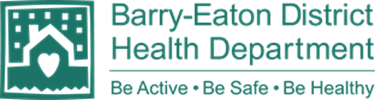 Barry-Eaton District
Health Department
Be Active • Be Safe • Be Healthy